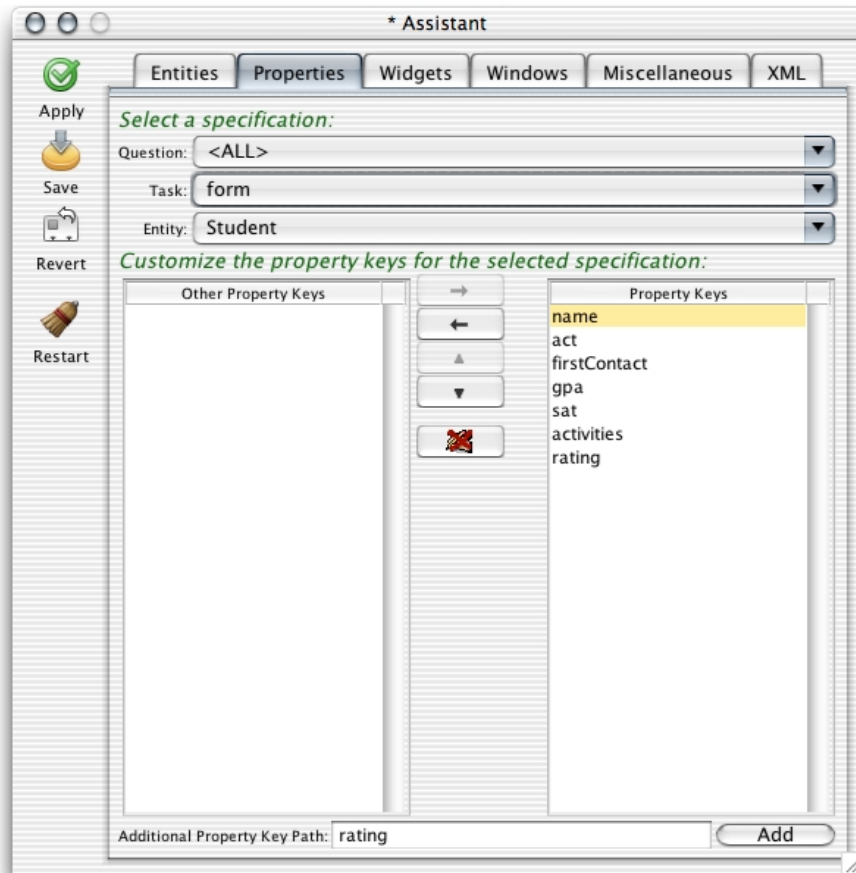 * Assistant
Entities Properties Widgets Windows Miscellaneous XML
Apply
Save
Revert
Restart
Select a specification:
Question: <ALL>
Task: form
Entity: Student
Customize the property keys for the selected specification:
Other Property Keys
Property Keys
name
act
firstContact
gpa
sat
activities
rating
Additional Property Key Path: rating Add